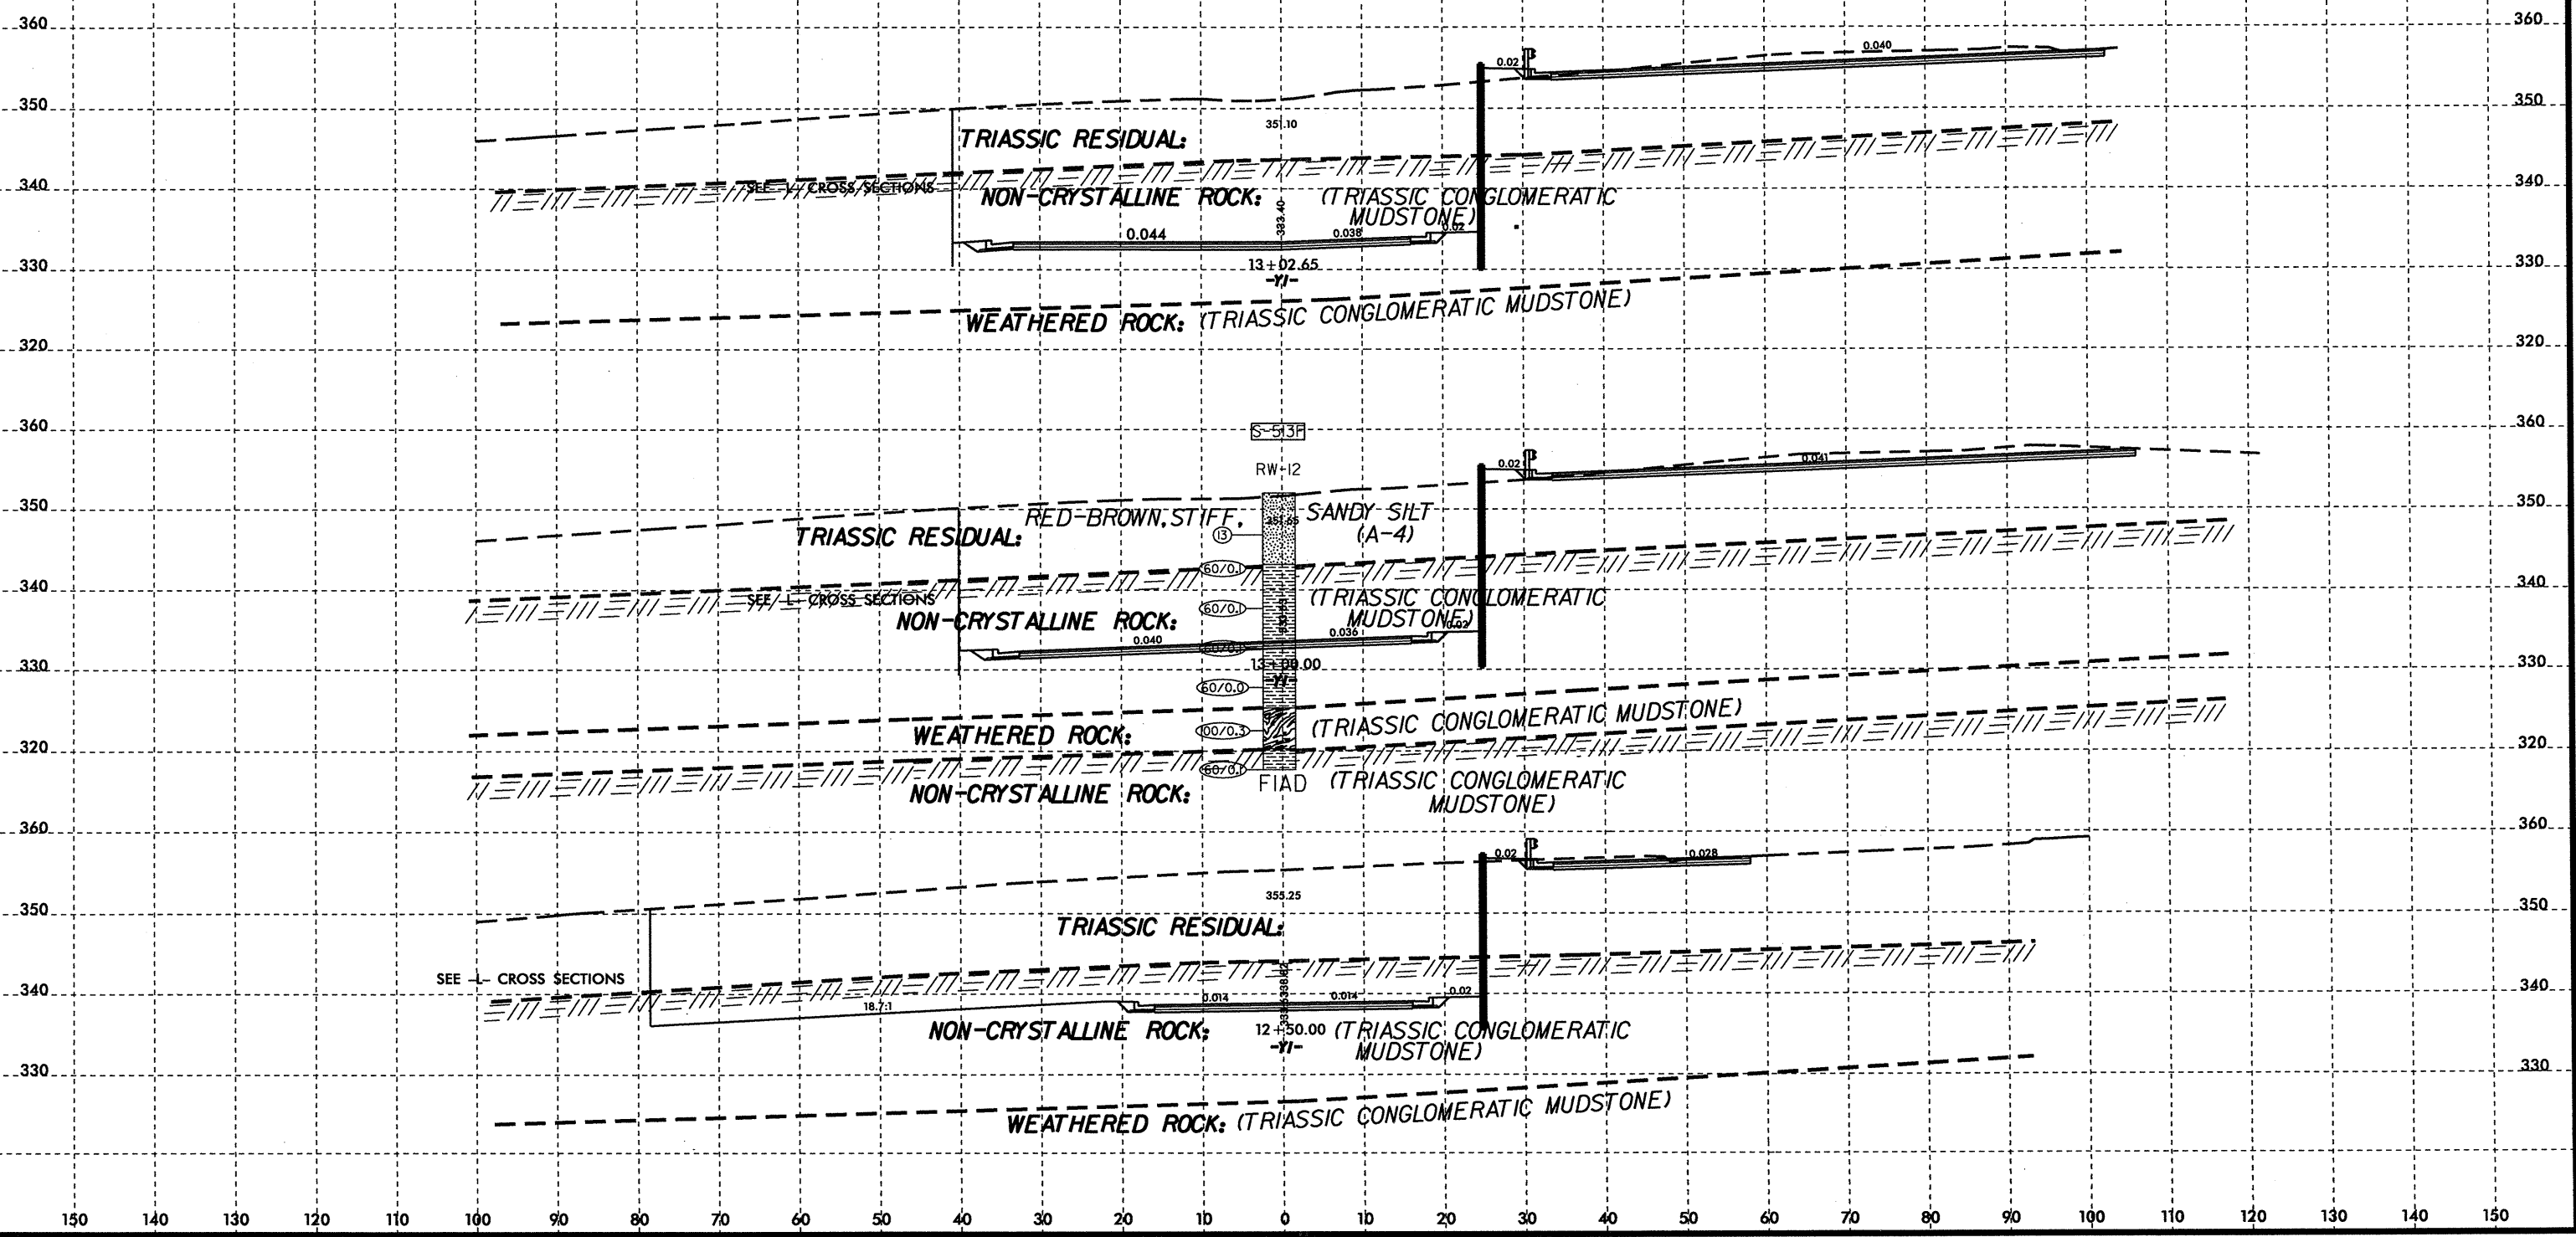 360 360
0.02 0.040
350 350
351.10
TRIASSIC RESIDUAL:
340 SEE -L- CROSS SECTIONS 340
NON-CRYSTALLINE ROCK: (TRIASSIC CONGLOMERATIC
MUDSTONE)
333.40
0.044 0.038 0.02
330 13+02.65 330
-Y1-
WEATHERED ROCK: (TRIASSIC CONGLOMERATIC MUDSTONE)
320 320
360 S-513F 360
RW-12
0.02 0.041
350 350
RED-BROWN, STIFF, SANDY SILT
TRIASSIC RESIDUAL: 13 (A-4)
60/0.1
340 340
SEE -L- CROSS SECTIONS (TRIASSIC CONGLOMERATIC
60/0.1
NON-CRYSTALLINE ROCK: MUDSTONE)
0.040 0.036 0.02
330 13+00.00 330
-Y1-
60/0.0
WEATHERED ROCK: 100/0.3 (TRIASSIC CONGLOMERATIC MUDSTONE)
320 320
60/0.1
FIAD (TRIASSIC CONGLOMERATIC
NON-CRYSTALLINE ROCK: MUDSTONE)
360 360
0.02 0.028
350 355.25 350
TRIASSIC RESIDUAL:
SEE -L- CROSS SECTIONS
340 340
18.7:1 0.014 0.014 0.02
NON-CRYSTALLINE ROCK: 12+50.00 (TRIASSIC CONGLOMERATIC
-Y1- MUDSTONE)
330 330
WEATHERED ROCK: (TRIASSIC CONGLOMERATIC MUDSTONE)
150 140 130 120 110 100 90 80 70 60 50 40 30 20 10 0 10 20 30 40 50 60 70 80 90 100 110 120 130 140 150